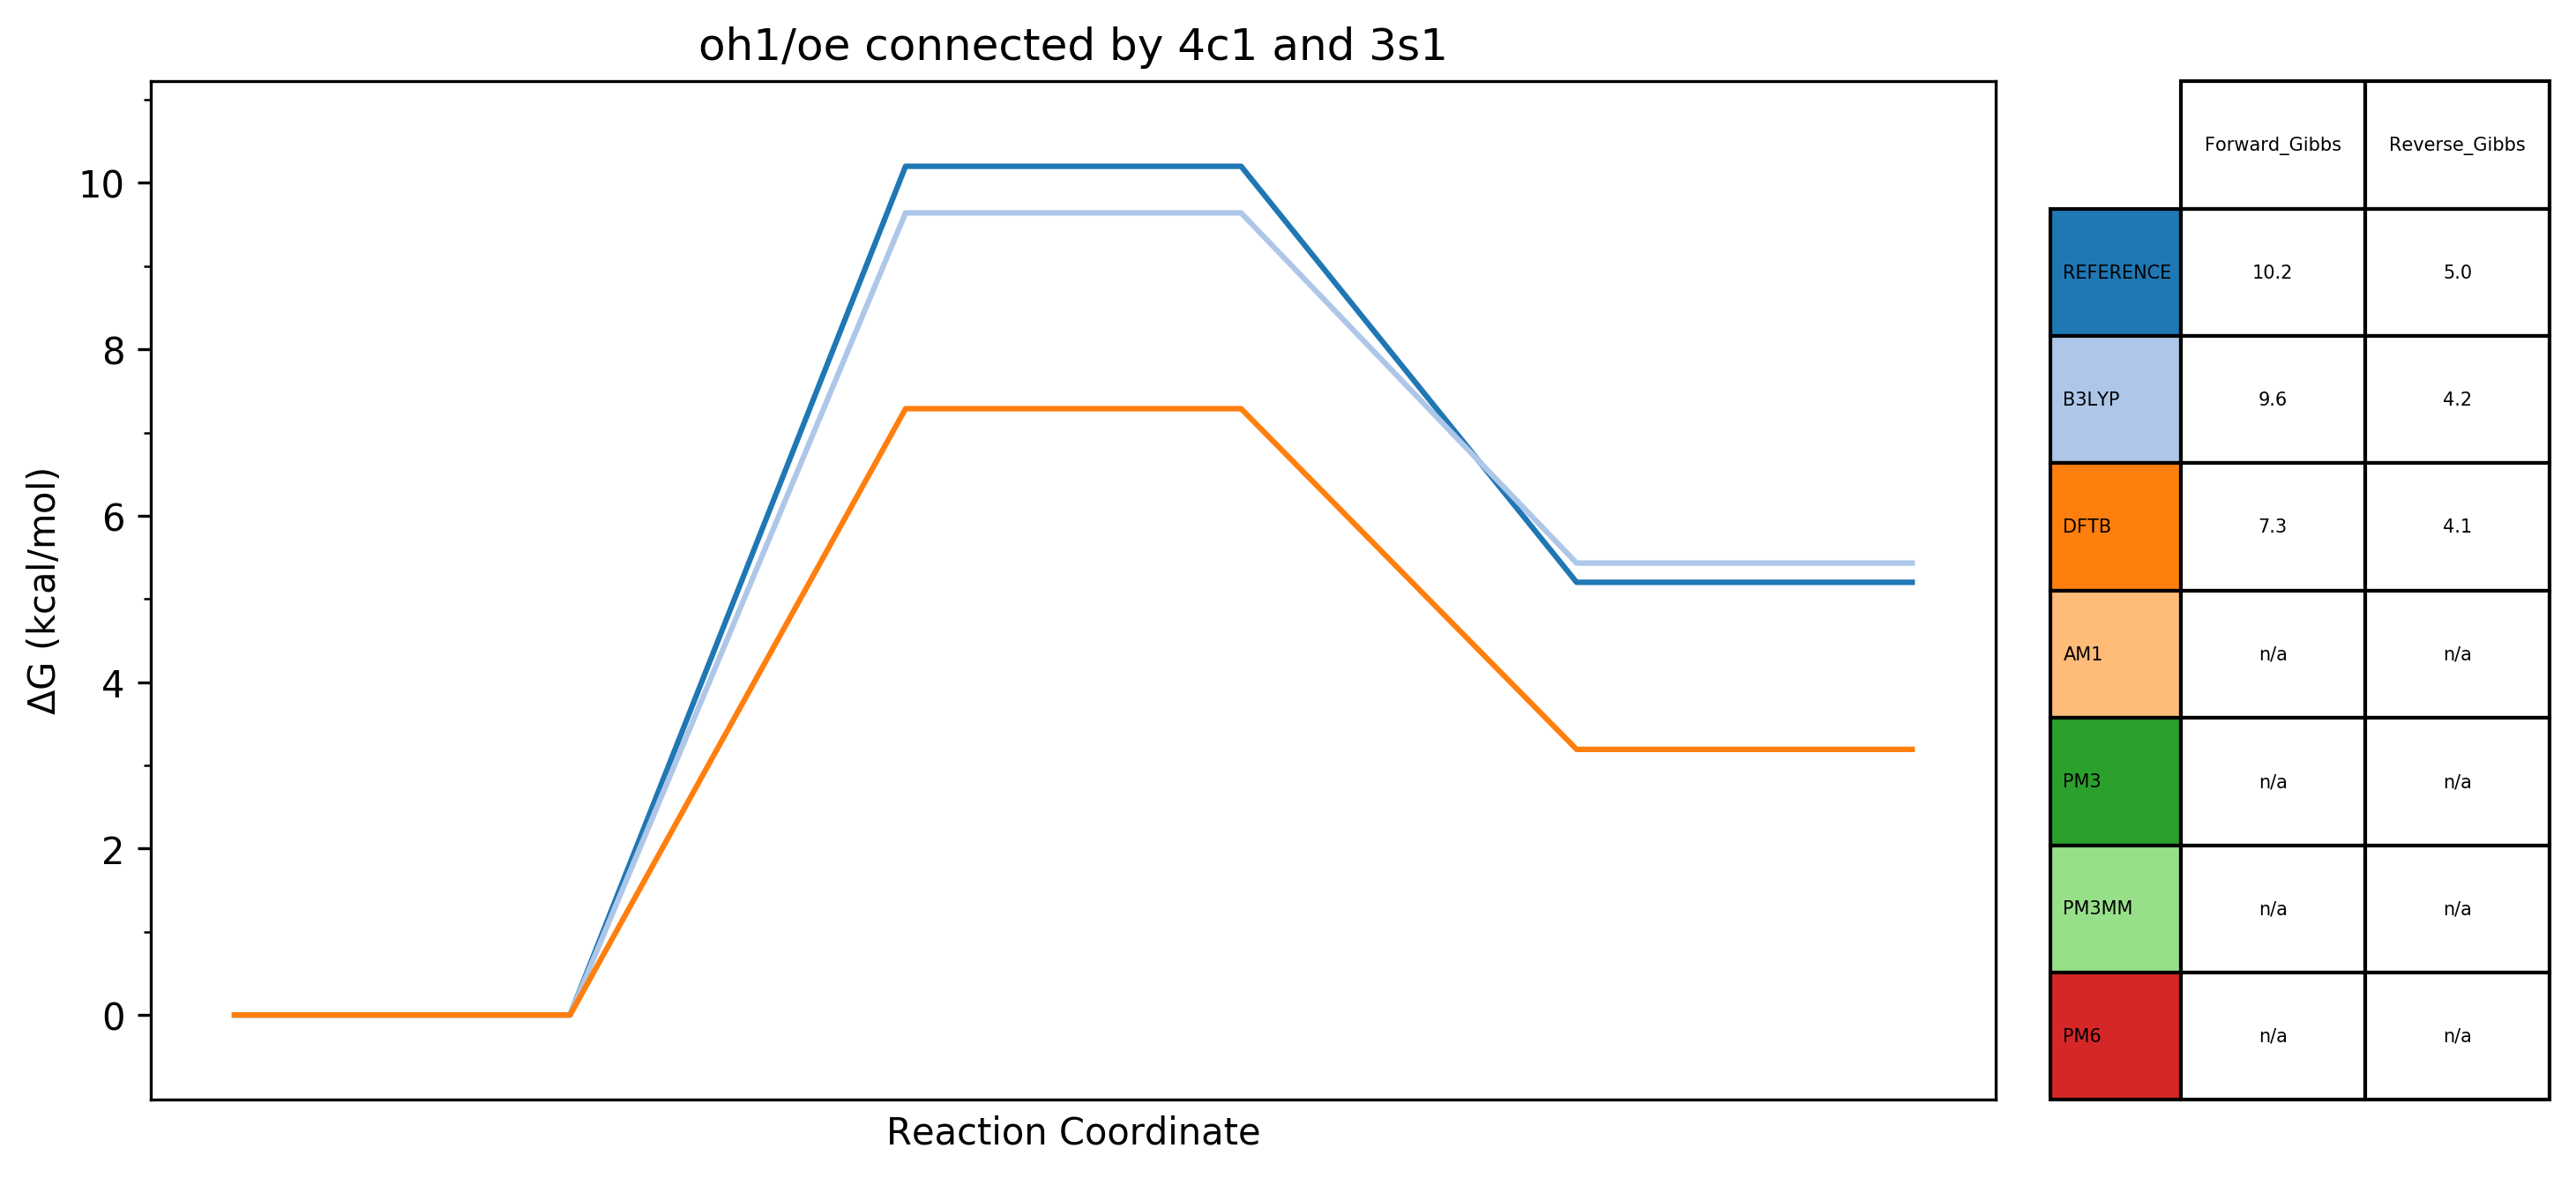 oh1/oe connected by 4c1 and 3s1
10
8
6
4
2
0
ΔG (kcal/mol)
Reaction Coordinate
Forward_Gibbs Reverse_Gibbs
REFERENCE 10.2 5.0
B3LYP 9.6 4.2
DFTB 7.3 4.1
AM1 n/a n/a
PM3 n/a n/a
PM3MM n/a n/a
PM6 n/a n/a